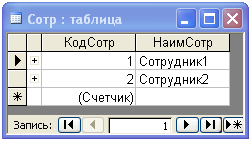 Сотр : таблица
КодСотр НаимСотр
+ 1 Сотрудник1
+ 2 Сотрудник2
(Счетчик)
Запись: 1